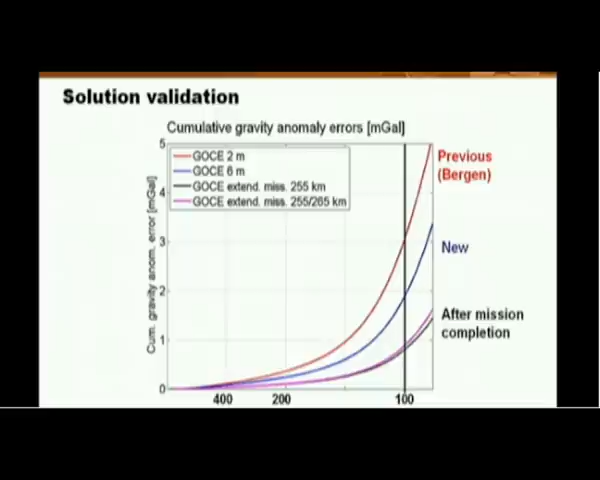 Solution validation
Cumulative gravity anomaly errors [mGal]
Cum. gravity anom. error [mGal]
5
4
3
2
1
0
GOCE 2 m
GOCE 6 m
GOCE extend. miss. 255 km
GOCE extend. miss. 255/265 km
Previous
(Bergen)
New
After mission
completion
400
200
100